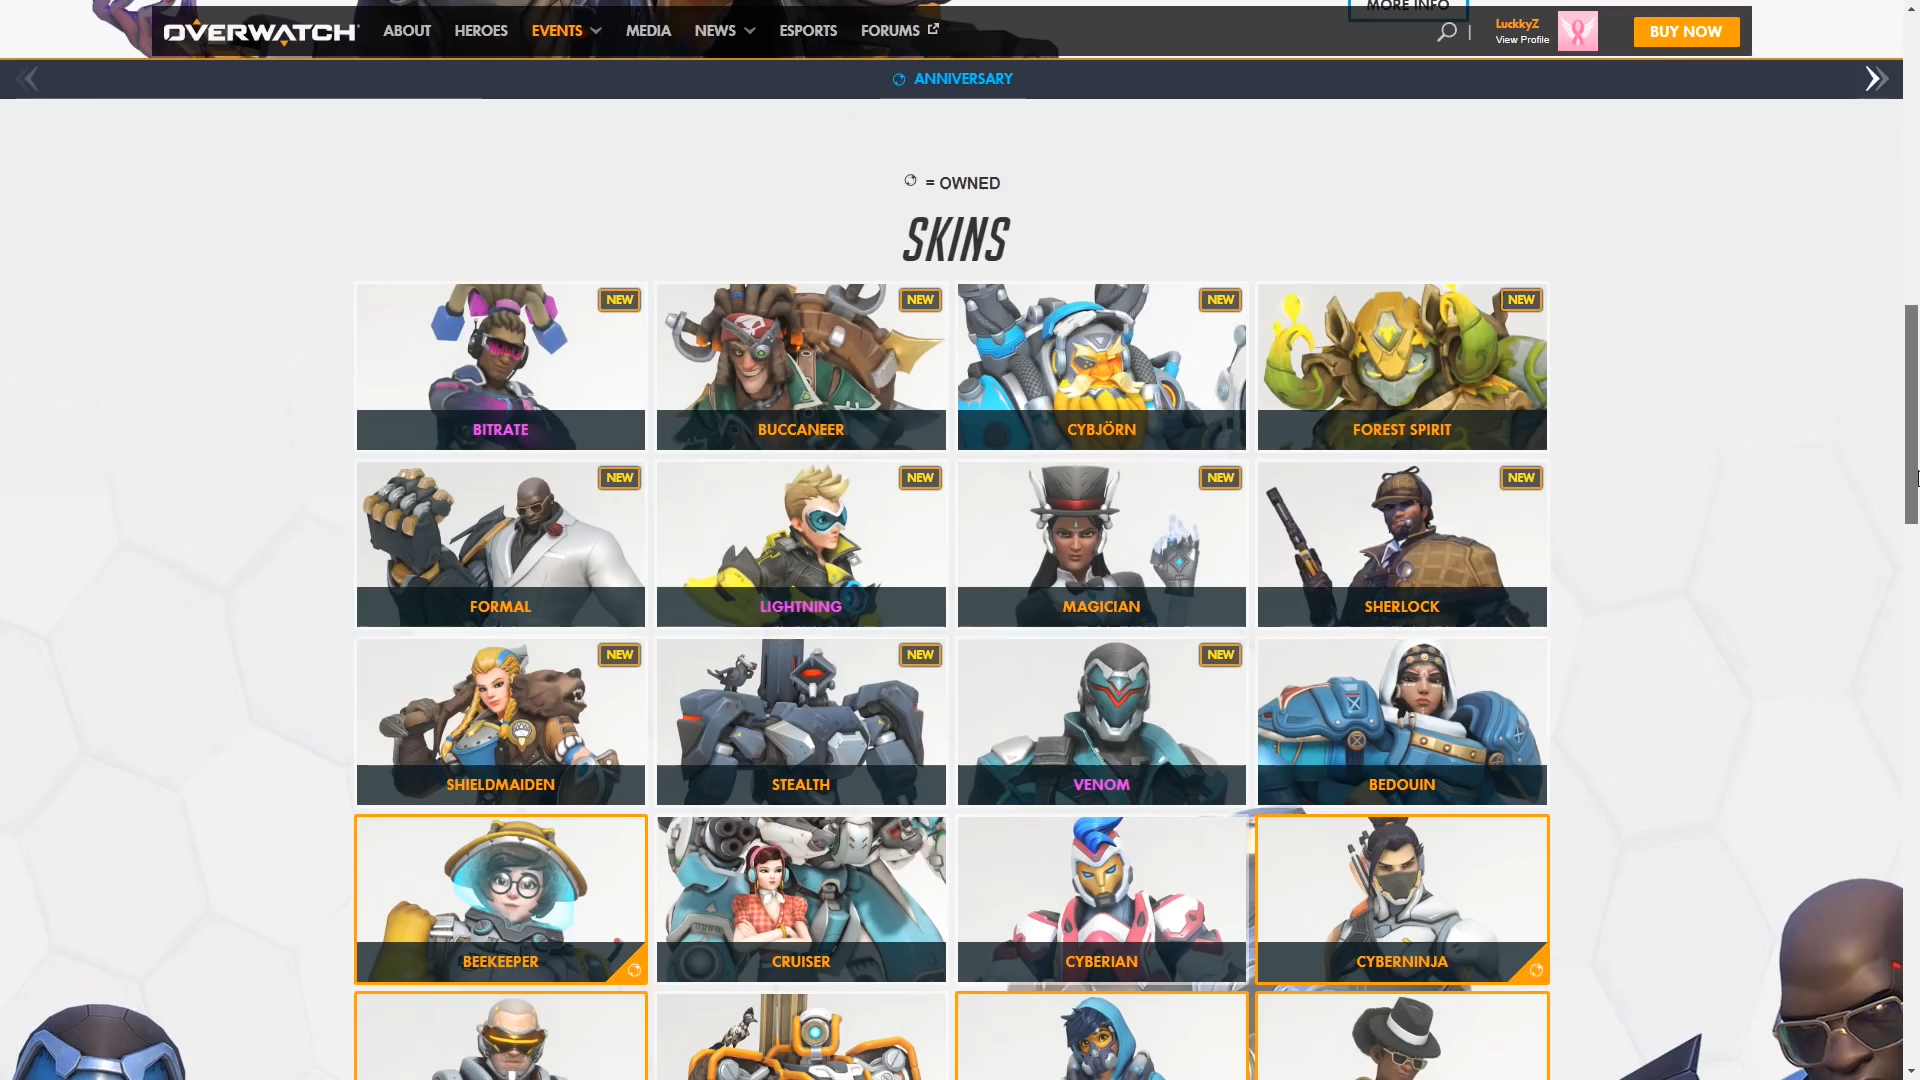 MORE INFO
OVERWATCH
ABOUT
HEROES
EVENTS
MEDIA
NEWS
ESPORTS
FORUMS
LuckkyZ
View Profile
BUY NOW
ANNIVERSARY
= OWNED
SKINS
NEW
NEW
NEW
NEW
BITRATE
BUCCANEER
CYBJÖRN
FOREST SPIRIT
NEW
NEW
NEW
NEW
FORMAL
LIGHTNING
MAGICIAN
SHERLOCK
NEW
NEW
NEW
SHIELDMAIDEN
STEALTH
VENOM
BEDOUIN
BEEKEEPER
CRUISER
CYBERIAN
CYBERNINJA